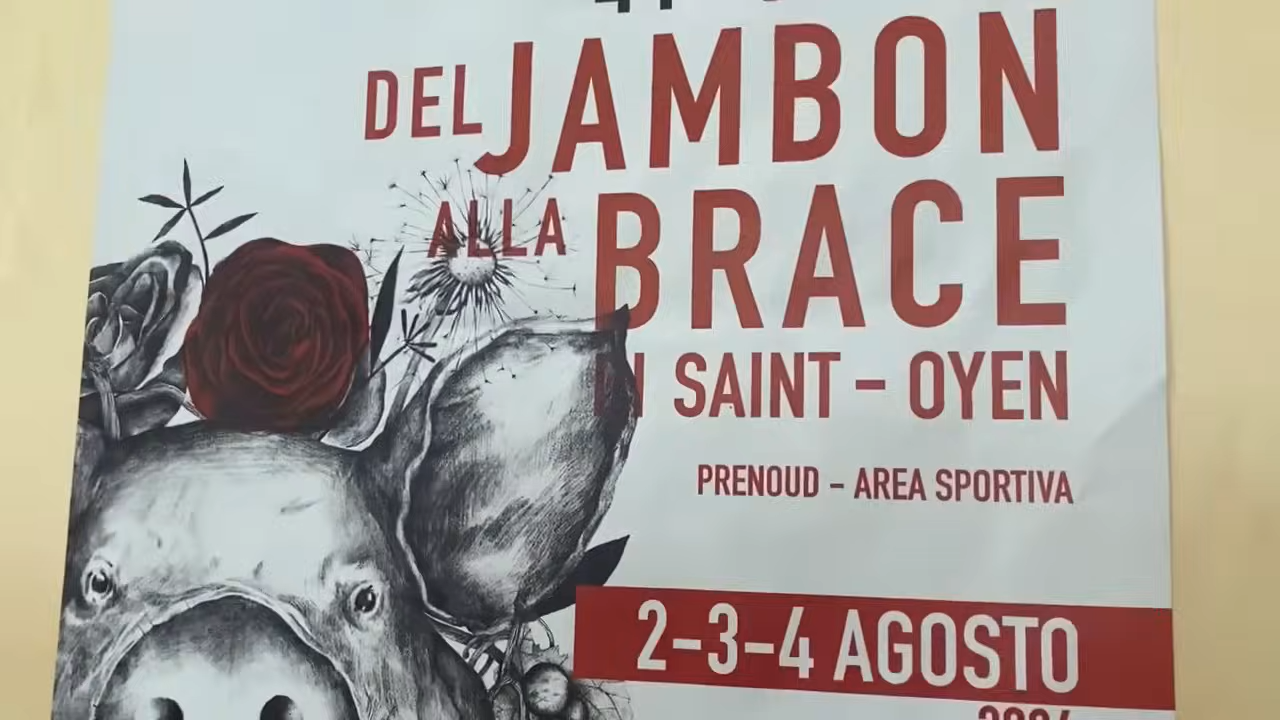 DEL JAMBON
ALLA BRACE
DI SAINT - OYEN
PRENOUD - AREA SPORTIVA
2-3-4 AGOSTO